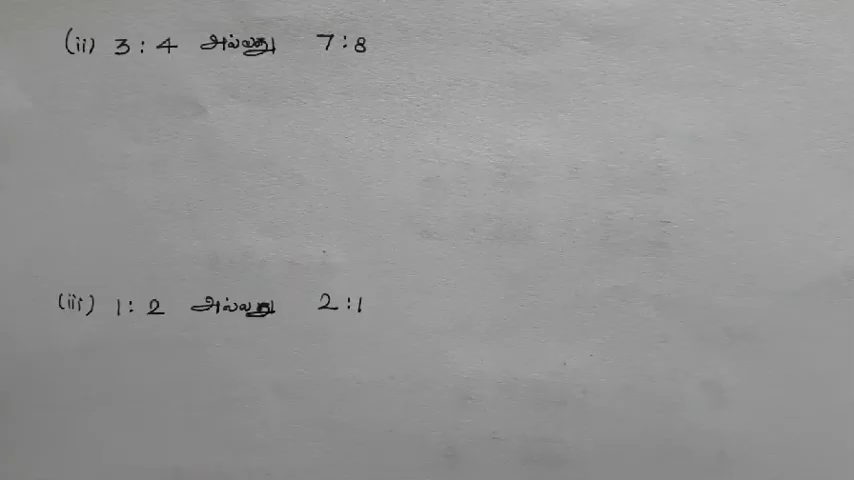 (ii) 3 : 4 அல்லது 7 : 8
(iii) 1 : 2 அல்லது 2 : 1